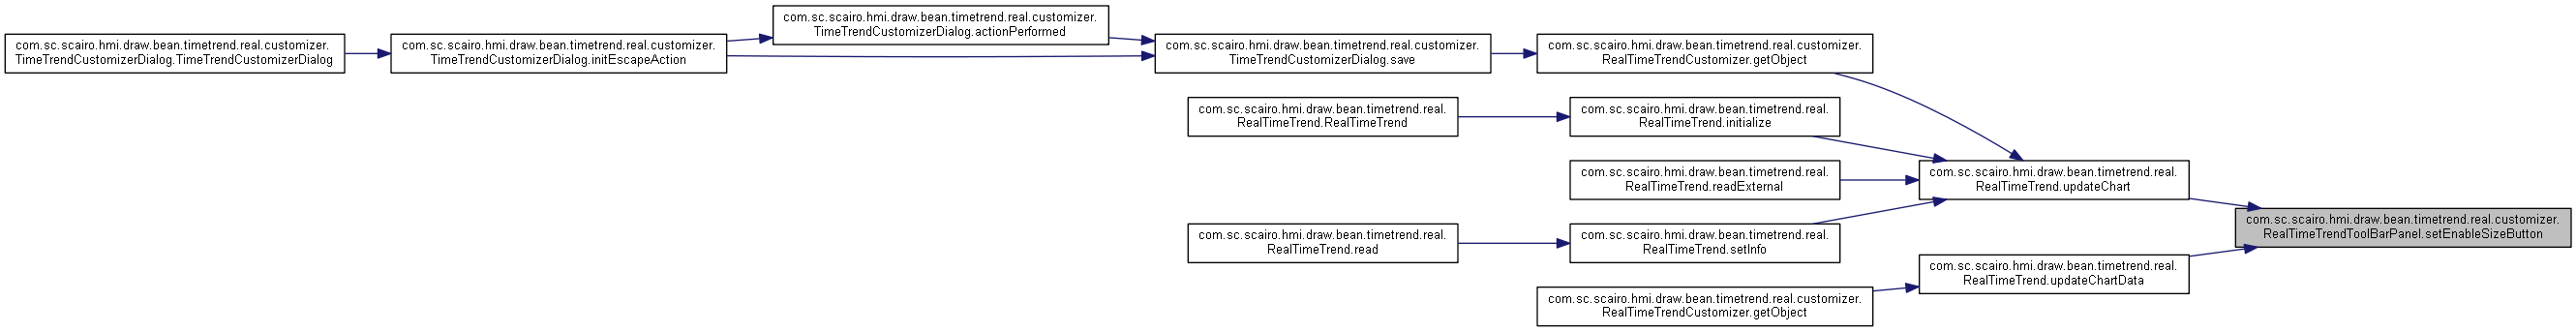 com.sc.scairo.hmi.draw.bean.timetrend.real.customizer.
TimeTrendCustomizerDialog.TimeTrendCustomizerDialog
com.sc.scairo.hmi.draw.bean.timetrend.real.customizer.
TimeTrendCustomizerDialog.initEscapeAction
com.sc.scairo.hmi.draw.bean.timetrend.real.customizer.
TimeTrendCustomizerDialog.actionPerformed
com.sc.scairo.hmi.draw.bean.timetrend.real.customizer.
TimeTrendCustomizerDialog.save
com.sc.scairo.hmi.draw.bean.timetrend.real.customizer.
RealTimeTrendCustomizer.getObject
com.sc.scairo.hmi.draw.bean.timetrend.real.
RealTimeTrend.RealTimeTrend
com.sc.scairo.hmi.draw.bean.timetrend.real.
RealTimeTrend.initialize
com.sc.scairo.hmi.draw.bean.timetrend.real.
RealTimeTrend.readExternal
com.sc.scairo.hmi.draw.bean.timetrend.real.
RealTimeTrend.updateChart
com.sc.scairo.hmi.draw.bean.timetrend.real.customizer.
RealTimeTrendToolBarPanel.setEnableSizeButton
com.sc.scairo.hmi.draw.bean.timetrend.real.
RealTimeTrend.read
com.sc.scairo.hmi.draw.bean.timetrend.real.
RealTimeTrend.setInfo
com.sc.scairo.hmi.draw.bean.timetrend.real.
RealTimeTrend.updateChartData
com.sc.scairo.hmi.draw.bean.timetrend.real.customizer.
RealTimeTrendCustomizer.getObject